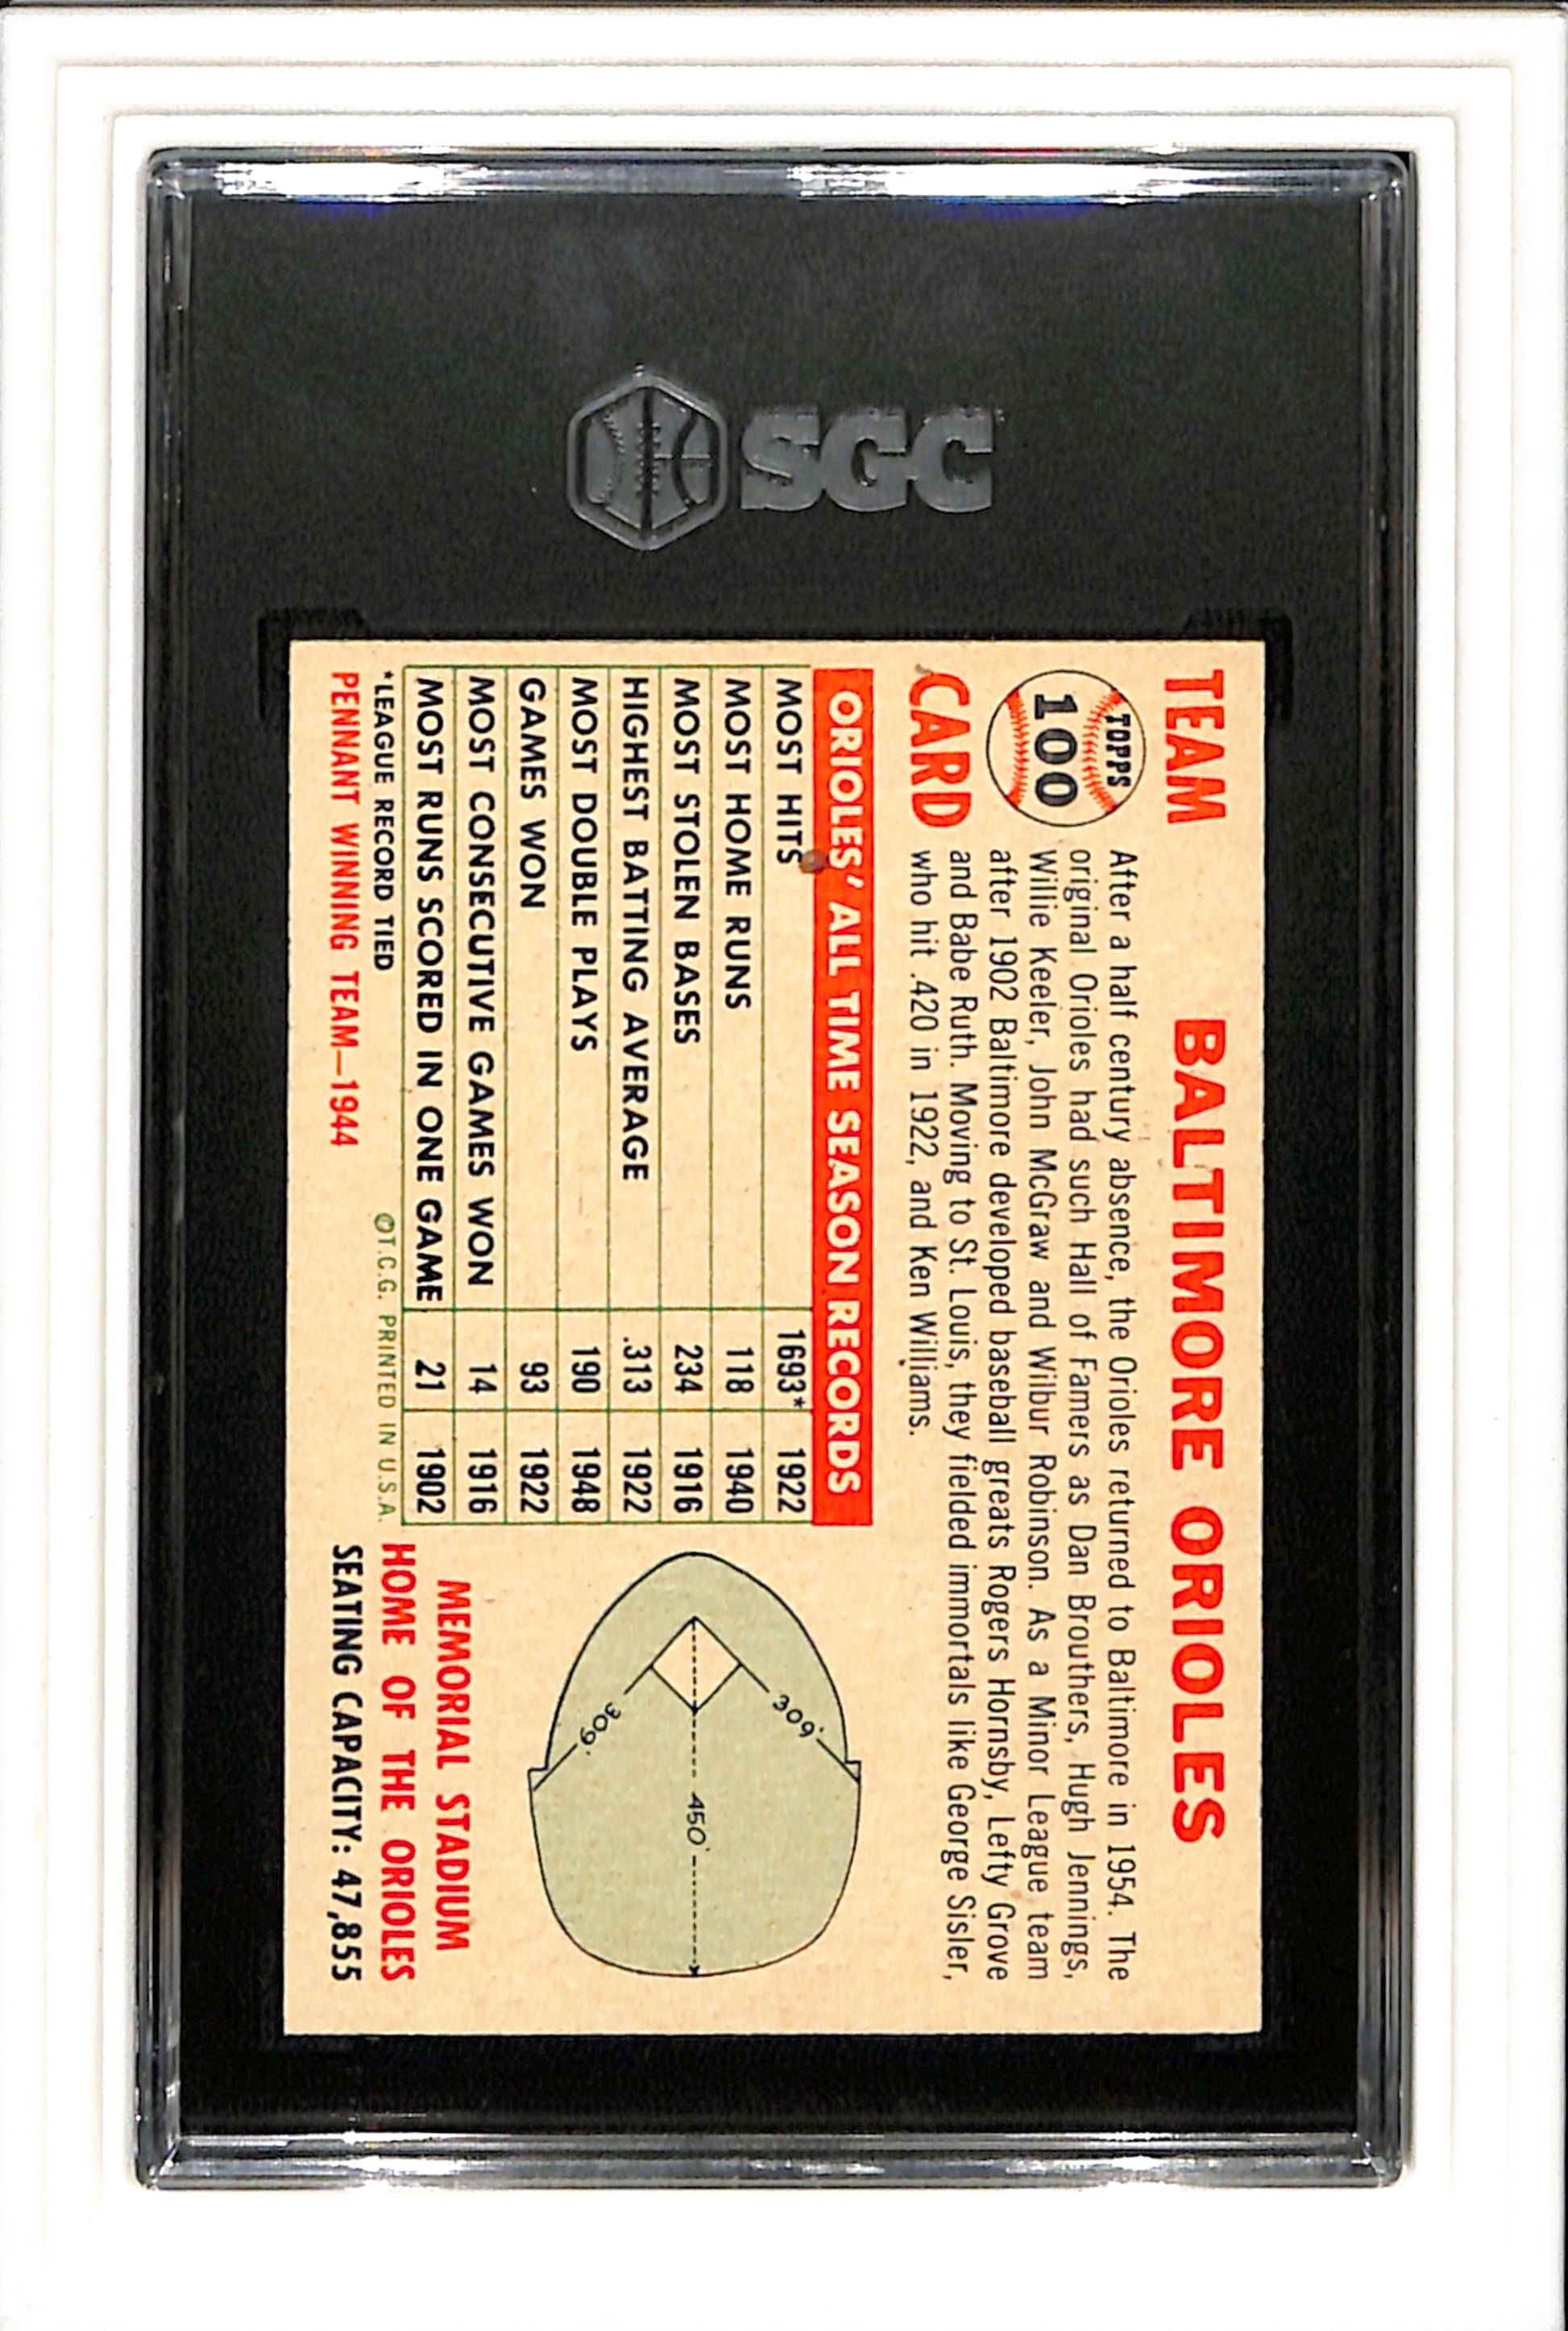 SGC
TEAM
TOPPS
100
CARD
BALTIMORE ORIOLES
After a half century absence, the Orioles returned to Baltimore in 1954. The
original Orioles had such Hall of Famers as Dan Brouthers, Hugh Jennings,
Willie Keeler, John McGraw and Wilbur Robinson. As a Minor League team
after 1902 Baltimore developed baseball greats Rogers Hornsby, Lefty Grove
and Babe Ruth. Moving to St. Louis, they fielded immortals like George Sisler,
who hit .420 in 1922, and Ken Williams.
ORIOLES' ALL TIME SEASON RECORDS
MOST HITS 1693* 1922
MOST HOME RUNS 118 1940
MOST STOLEN BASES 234 1916
HIGHEST BATTING AVERAGE .313 1922
MOST DOUBLE PLAYS 190 1948
GAMES WON 93 1922
MOST CONSECUTIVE GAMES WON 14 1916
MOST RUNS SCORED IN ONE GAME 21 1902
*LEAGUE RECORD TIED
©T.C.G. PRINTED IN U.S.A.
PENNANT WINNING TEAM—1944
309'
450'
309'
MEMORIAL STADIUM
HOME OF THE ORIOLES
SEATING CAPACITY: 47,855